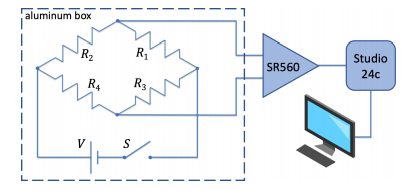 aluminum box
R₂
R₁
SR560
Studio
24c
R₄
R₃
V
S